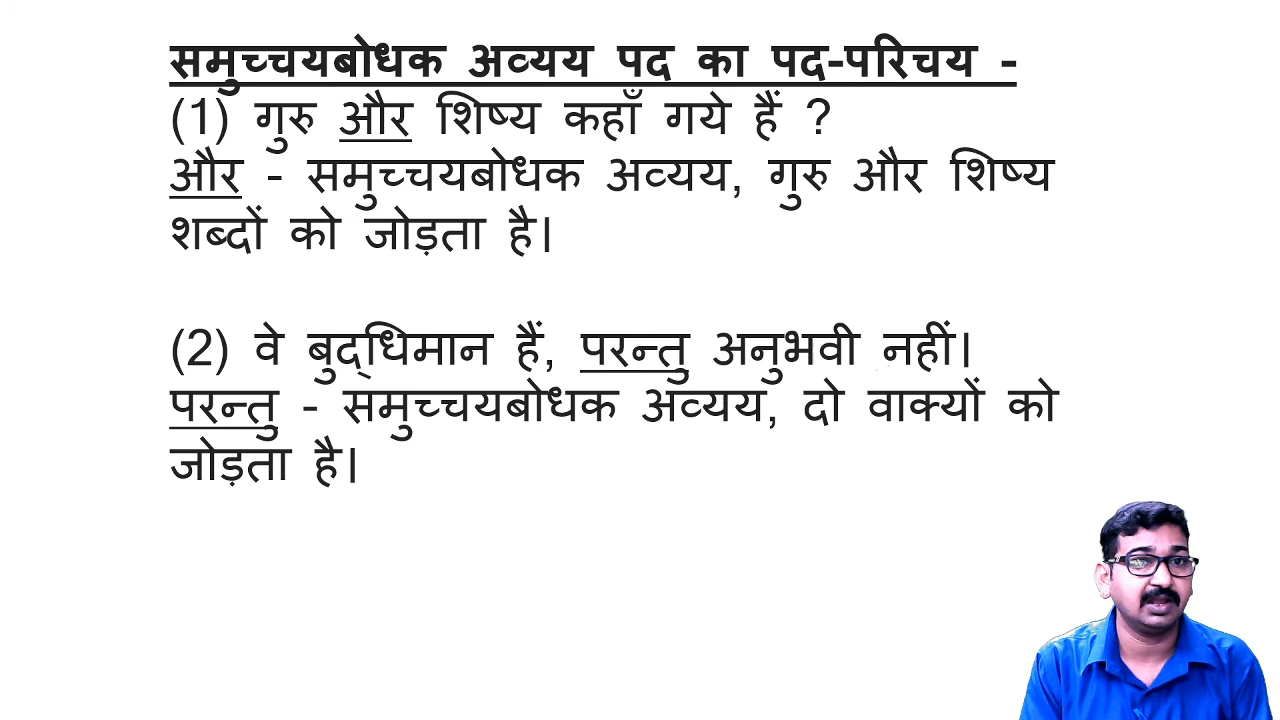 समुच्चयबोधक अव्यय पद का पद-परिचय -
(1) गुरु और शिष्य कहाँ गये हैं ?
और - समुच्चयबोधक अव्यय, गुरु और शिष्य
शब्दों को जोड़ता है।
(2) वे बुद्‌धिमान हैं, परन्तु अनुभवी नहीं।
परन्तु - समुच्चयबोधक अव्यय, दो वाक्यों को
जोड़ता है।